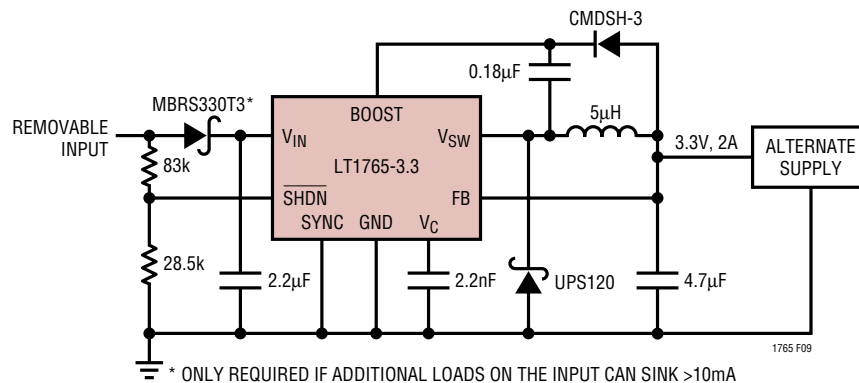 CMDSH-3
0.18µF
MBRS330T3*
REMOVABLE
INPUT
BOOST
5µH
VIN
VSW
3.3V, 2A
ALTERNATE
SUPPLY
83k
LT1765-3.3
SHDN
FB
SYNC
GND
VC
28.5k
2.2µF
2.2nF
UPS120
4.7µF
1765 F09
* ONLY REQUIRED IF ADDITIONAL LOADS ON THE INPUT CAN SINK >10mA